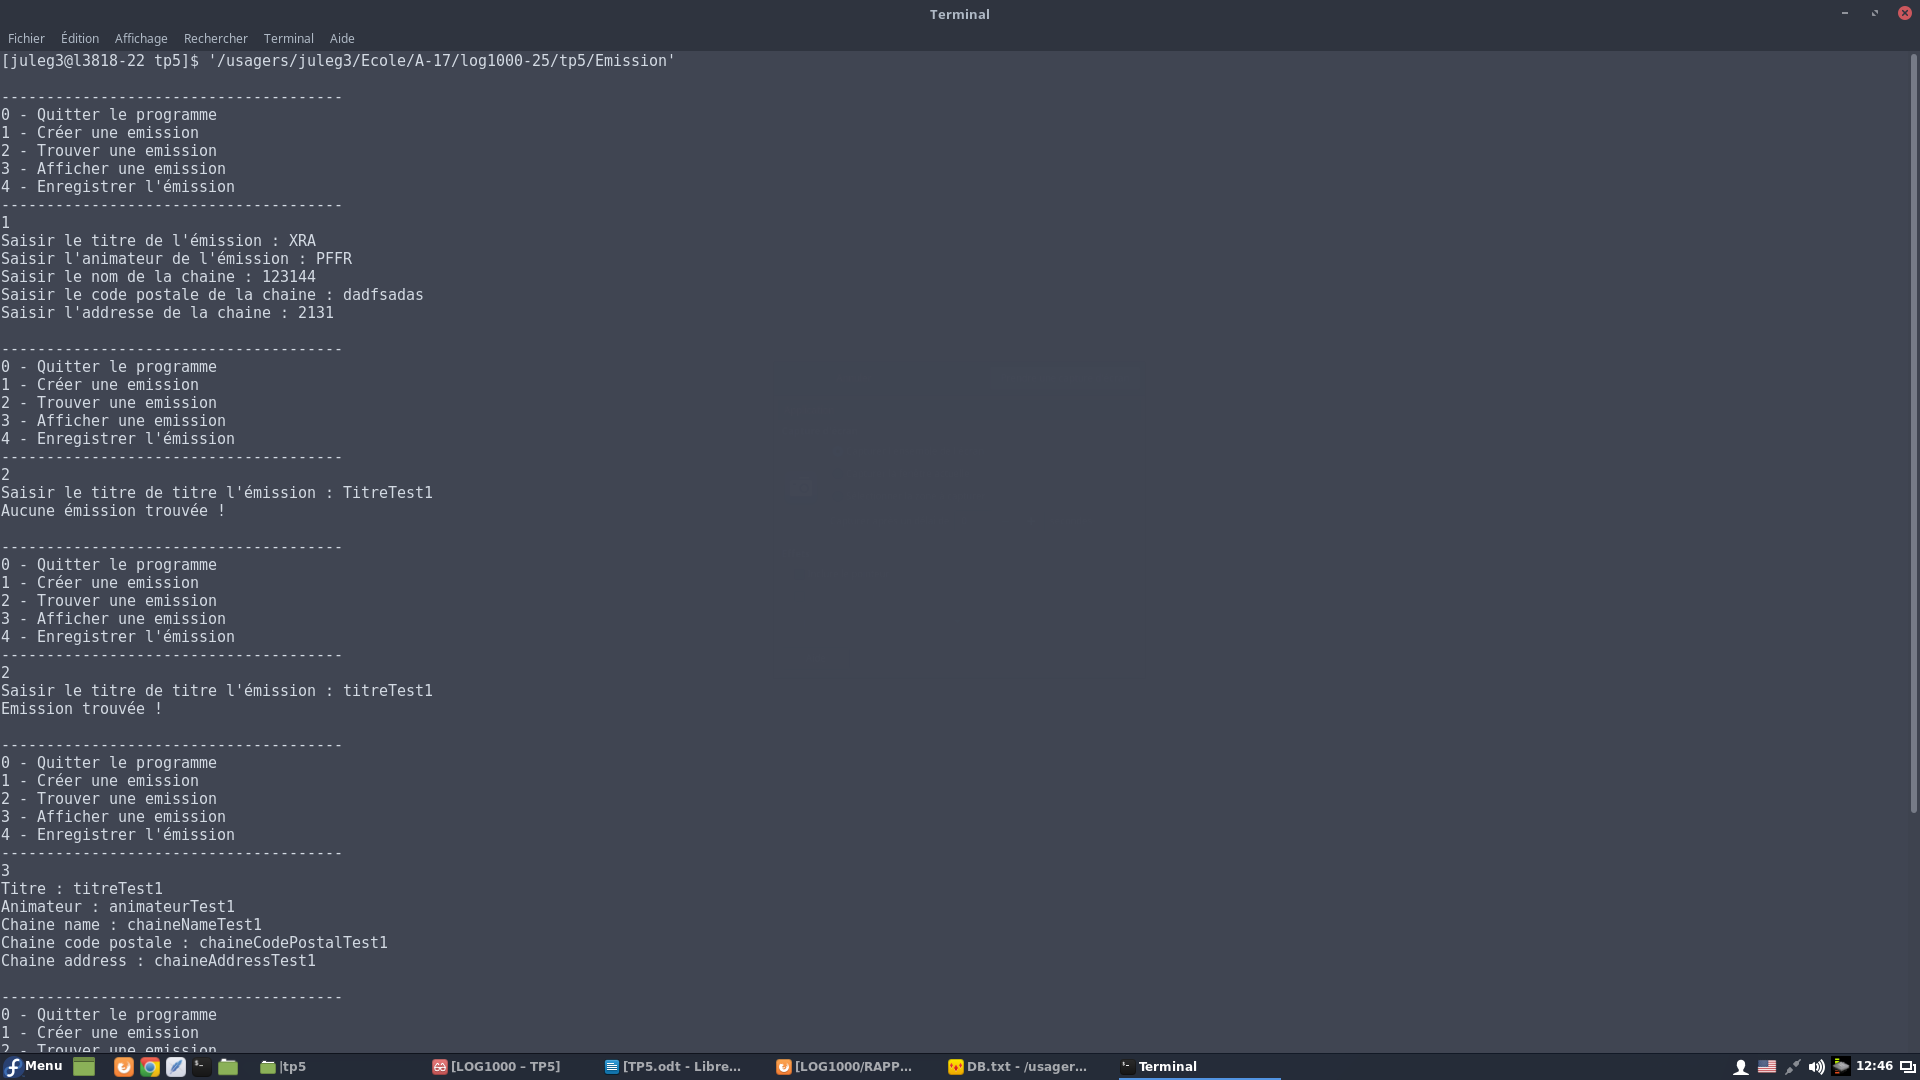 Terminal
Fichier Édition Affichage Rechercher Terminal Aide
[juleg3@l3818-22 tp5]$ '/usagers/juleg3/Ecole/A-17/log1000-25/tp5/Emission'
--------------------------------------
0 - Quitter le programme
1 - Créer une emission
2 - Trouver une emission
3 - Afficher une emission
4 - Enregistrer l'émission
--------------------------------------
1
Saisir le titre de l'émission : XRA
Saisir l'animateur de l'émission : PFFR
Saisir le nom de la chaine : 123144
Saisir le code postale de la chaine : dadfsadas
Saisir l'addresse de la chaine : 2131
--------------------------------------
0 - Quitter le programme
1 - Créer une emission
2 - Trouver une emission
3 - Afficher une emission
4 - Enregistrer l'émission
--------------------------------------
2
Saisir le titre de titre l'émission : TitreTest1
Aucune émission trouvée !
--------------------------------------
0 - Quitter le programme
1 - Créer une emission
2 - Trouver une emission
3 - Afficher une emission
4 - Enregistrer l'émission
--------------------------------------
2
Saisir le titre de titre l'émission : titreTest1
Emission trouvée !
--------------------------------------
0 - Quitter le programme
1 - Créer une emission
2 - Trouver une emission
3 - Afficher une emission
4 - Enregistrer l'émission
--------------------------------------
3
Titre : titreTest1
Animateur : animateurTest1
Chaine name : chaineNameTest1
Chaine code postale : chaineCodePostalTest1
Chaine address : chaineAddressTest1
--------------------------------------
0 - Quitter le programme
1 - Créer une emission
2 - Trouver une emission
Menu |tp5 [LOG1000 – TP5] [TP5.odt - Libre... [LOG1000/RAPP... DB.txt - /usager... Terminal 12:46